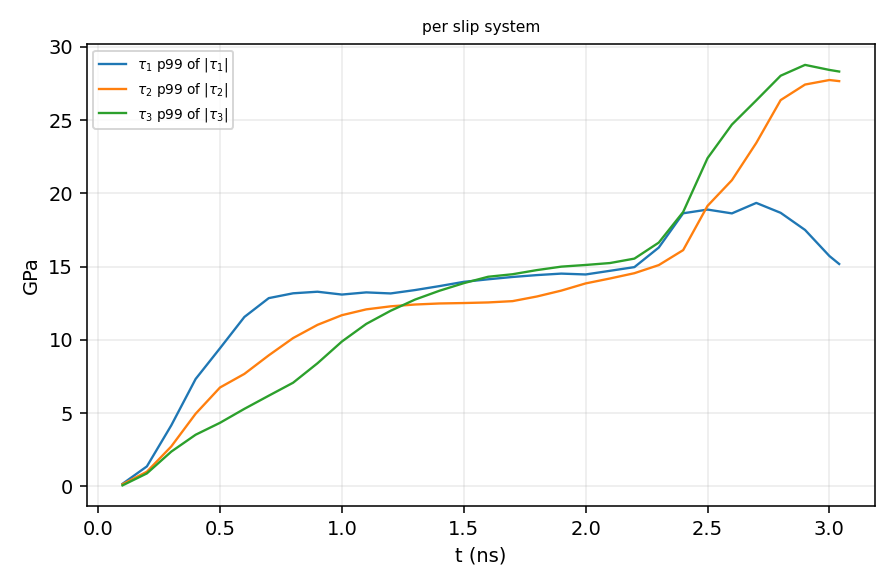 per slip system
τ1 p99 of |τ1|
τ2 p99 of |τ2|
τ3 p99 of |τ3|
30
25
20
15
10
5
0
GPa
0.0 0.5 1.0 1.5 2.0 2.5 3.0
t (ns)